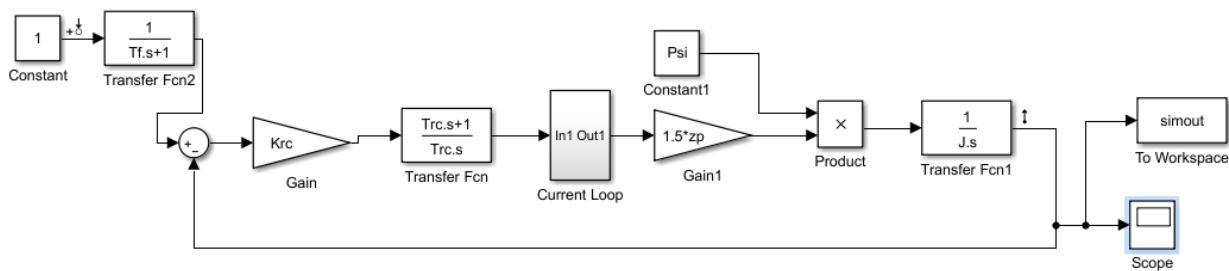 1
Constant
1
Tf.s+1
Transfer Fcn2
Krc
Gain
Trc.s+1
Trc.s
Transfer Fcn
In1 Out1
Current Loop
Psi
Constant1
1.5*zp
Gain1
×
Product
1
J.s
Transfer Fcn1
simout
To Workspace
Scope